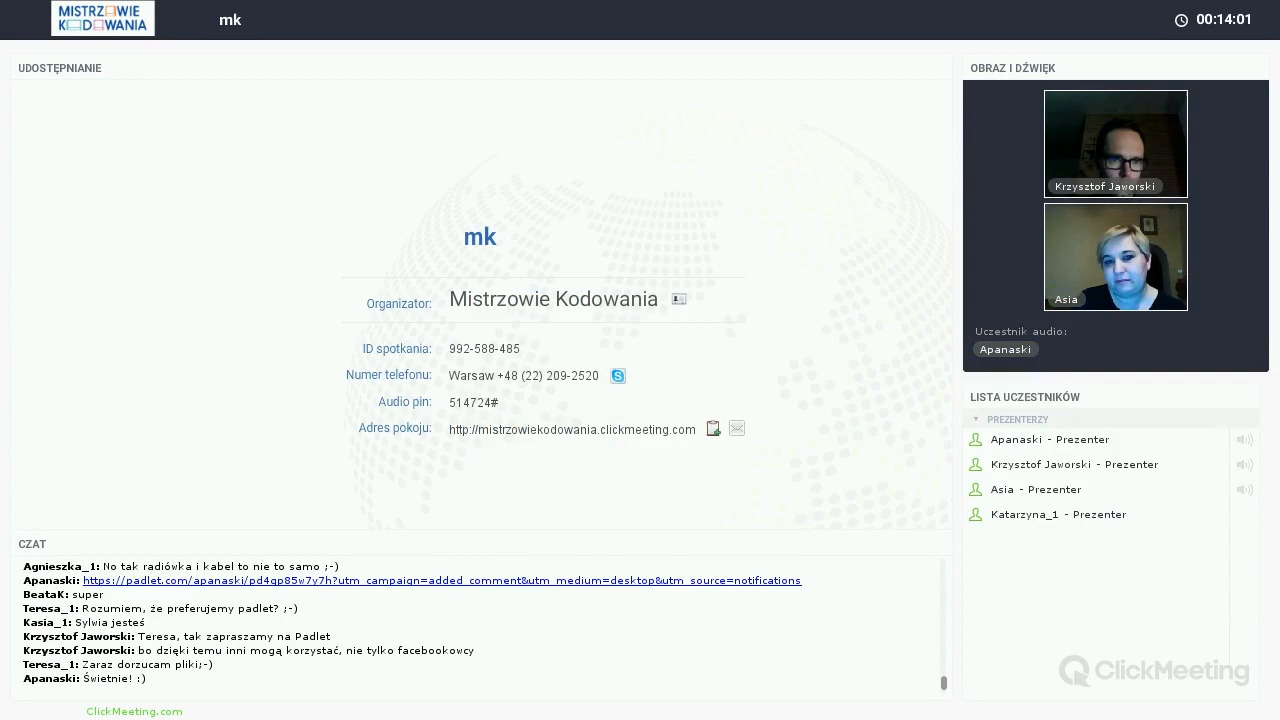 MISTRZOWIE
KODOWANIA
mk
00:14:01
UDOSTĘPNIANIE
mk
Organizator: Mistrzowie Kodowania
ID spotkania: 992-588-485
Numer telefonu: Warsaw +48 (22) 209-2520
Audio pin: 514724#
Adres pokoju: http://mistrzowiekodowania.clickmeeting.com
OBRAZ I DŹWIĘK
Krzysztof Jaworski
Asia
Uczestnik audio:
Apanaski
LISTA UCZESTNIKÓW
PREZENTERZY
Apanaski - Prezenter
Krzysztof Jaworski - Prezenter
Asia - Prezenter
Katarzyna_1 - Prezenter
ClickMeeting
CZAT
Agnieszka_1: No tak radiówka i kabel to nie to samo ;-)
Apanaski: https://padlet.com/apanaski/pd4qp85w7y7h?utm_campaign=added_comment&utm_medium=desktop&utm_source=notifications
BeataK: super
Teresa_1: Rozumiem, że preferujemy padlet? ;-)
Kasia_1: Sylwia jesteś
Krzysztof Jaworski: Teresa, tak zapraszamy na Padlet
Krzysztof Jaworski: bo dzięki temu inni mogą korzystać, nie tylko facebookowcy
Teresa_1: Zaraz dorzucam pliki;-)
Apanaski: Świetnie! :)
ClickMeeting.com